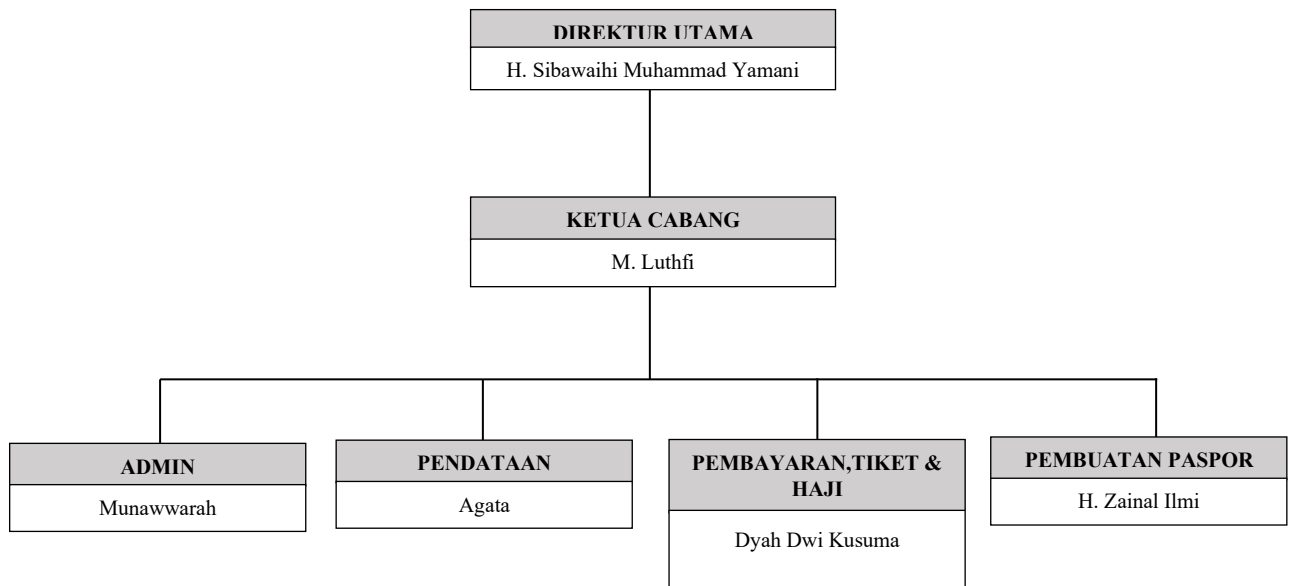 DIREKTUR UTAMA
H. Sibawaihi Muhammad Yamani
KETUA CABANG
M. Luthfi
ADMIN
Munawwarah
PENDATAAN
Agata
PEMBAYARAN,TIKET &
HAJI
Dyah Dwi Kusuma
PEMBUATAN PASPOR
H. Zainal Ilmi